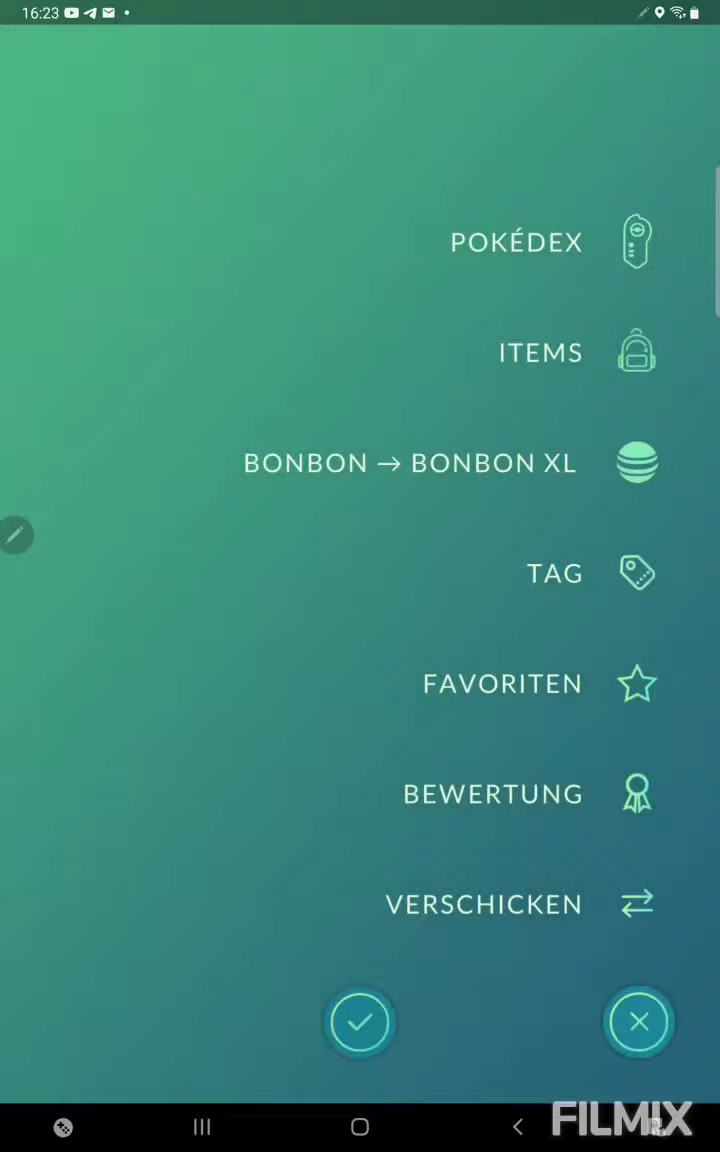 16:23
POKÉDEX
ITEMS
BONBON → BONBON XL
TAG
FAVORITEN
BEWERTUNG
VERSCHICKEN
FILMIX